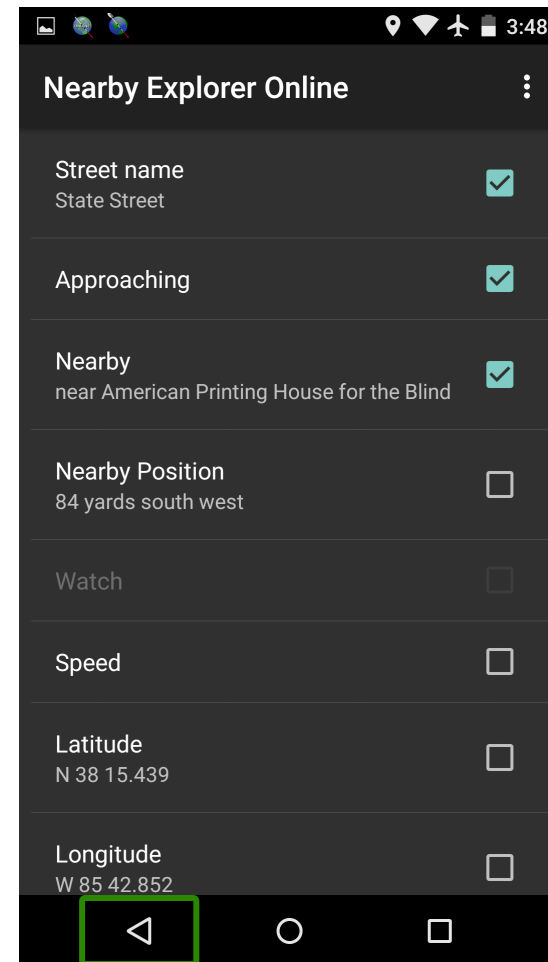 3:48
Nearby Explorer Online
Street name
State Street
Approaching
Nearby
near American Printing House for the Blind
Nearby Position
84 yards south west
Watch
Speed
Latitude
N 38 15.439
Longitude
W 85 42.852